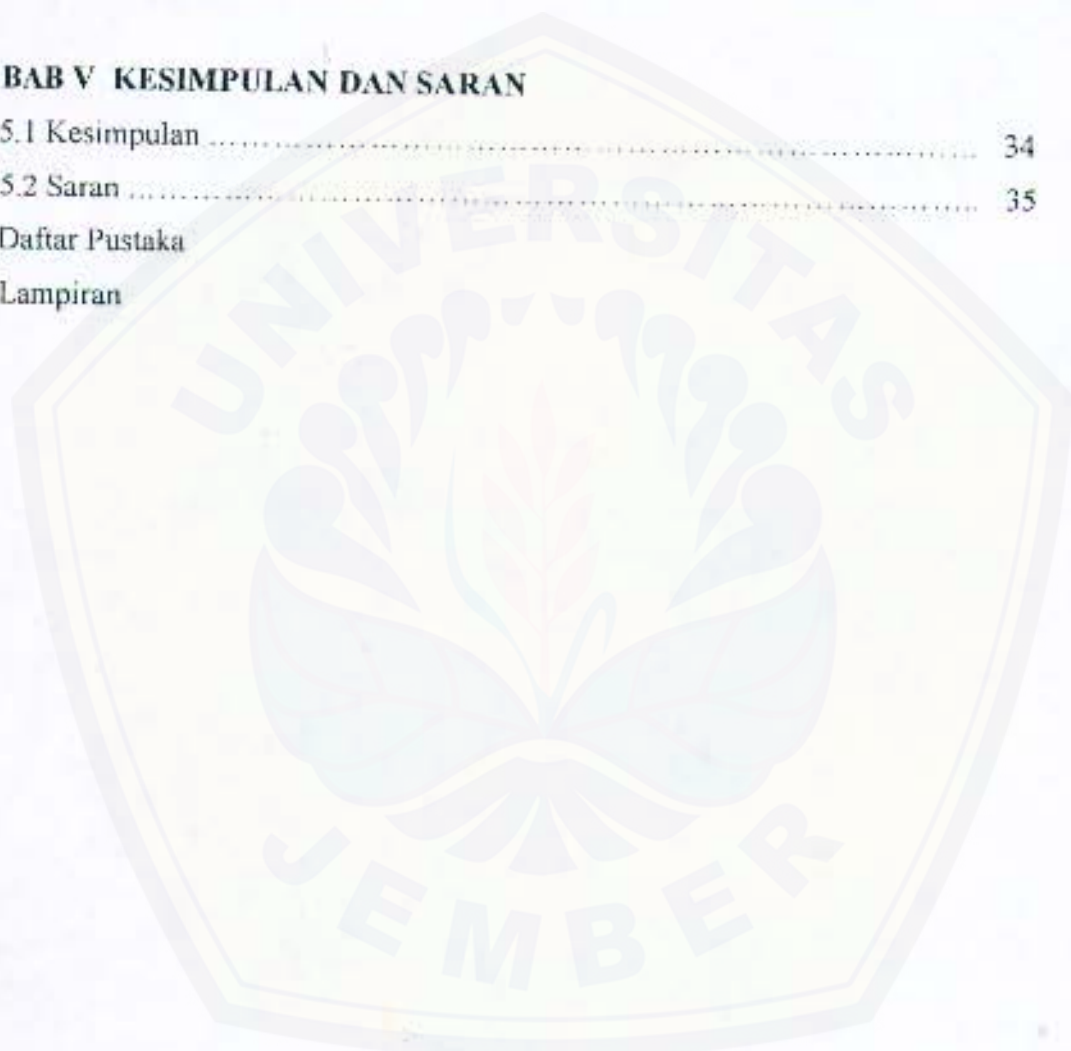 BAB V KESIMPULAN DAN SARAN
5.1 Kesimpulan ........................................................................ 34
5.2 Saran ........................................................................ 35
Daftar Pustaka
Lampiran
UNIVERSITAS
JEMBER